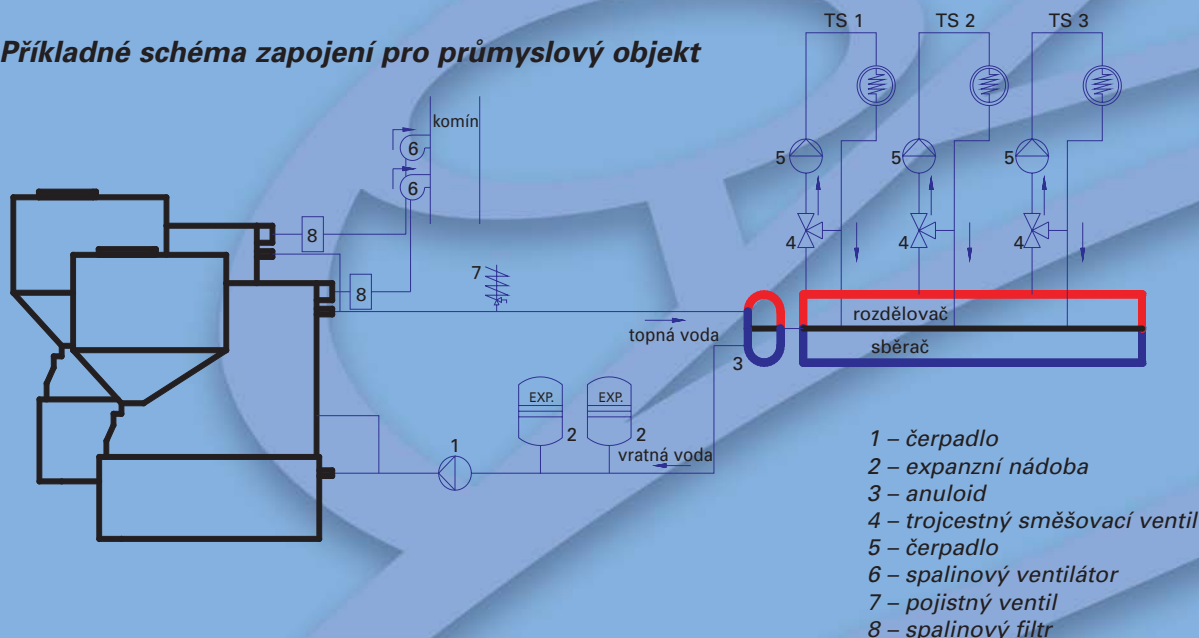 TS 1
TS 2
TS 3
Příkladné schéma zapojení pro průmyslový objekt
komín
6
6
5
5
5
8
4
4
4
7
8
rozdělovač
topná voda
sběrač
3
EXP.
EXP.
2
2
1
vratná voda
1 – čerpadlo
2 – expanzní nádoba
3 – anuloid
4 – trojcestný směšovací ventil
5 – čerpadlo
6 – spalinový ventilátor
7 – pojistný ventil
8 – spalinový filtr